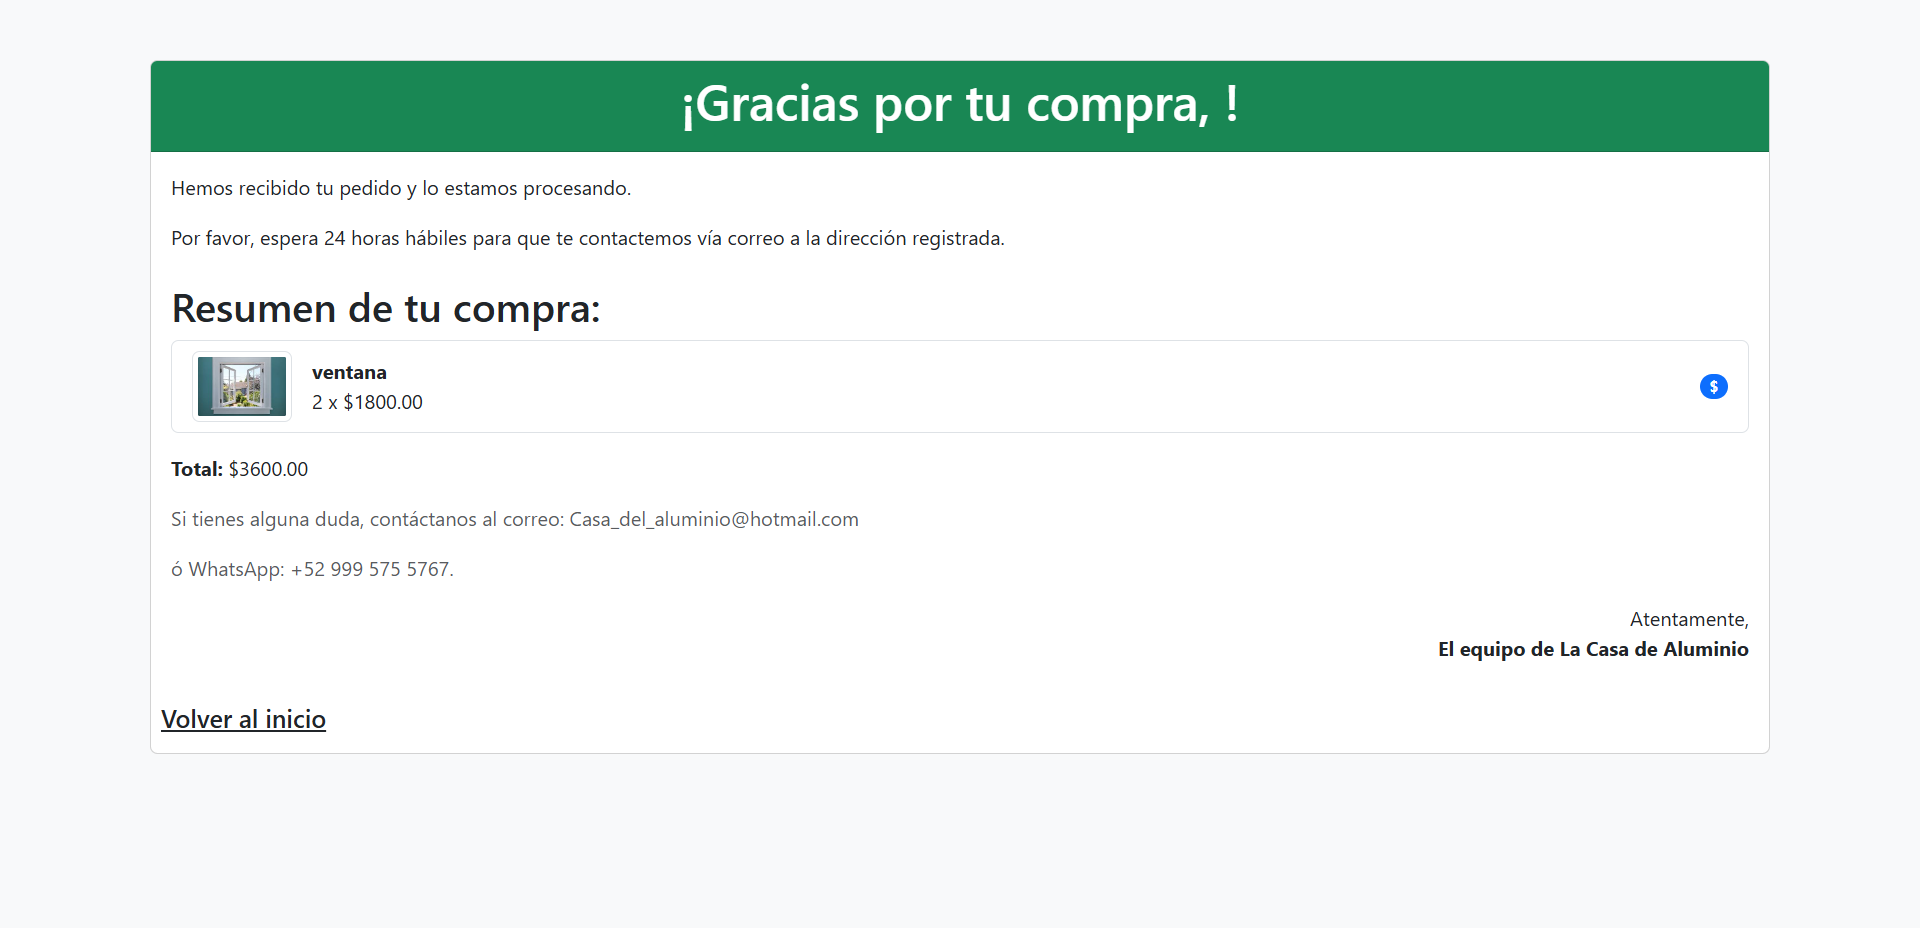 ¡Gracias por tu compra, !
Hemos recibido tu pedido y lo estamos procesando.
Por favor, espera 24 horas hábiles para que te contactemos vía correo a la dirección registrada.
Resumen de tu compra:
ventana
2 x $1800.00
$
Total: $3600.00
Si tienes alguna duda, contáctanos al correo: Casa_del_aluminio@hotmail.com
ó WhatsApp: +52 999 575 5767.
Atentamente,
El equipo de La Casa de Aluminio
Volver al inicio